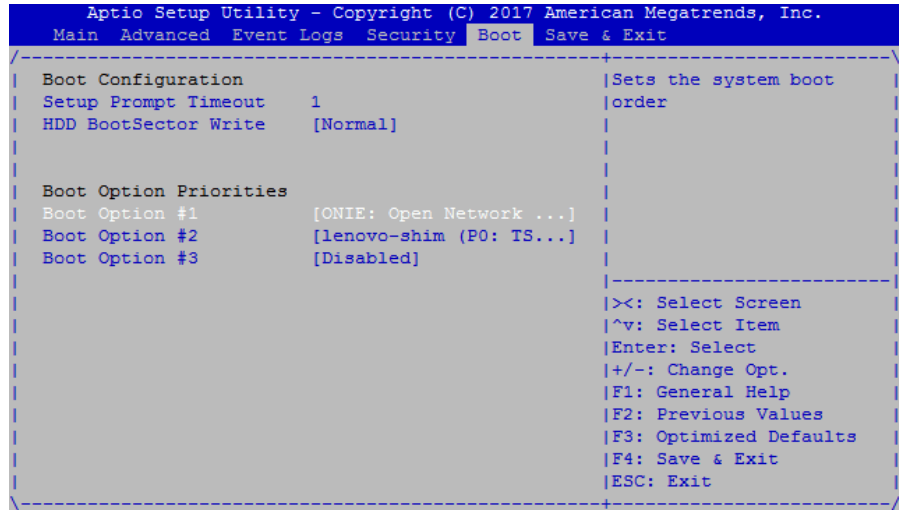 Aptio Setup Utility - Copyright (C) 2017 American Megatrends, Inc.
Main Advanced Event Logs Security Boot Save & Exit
/----------------------------------------------------+-------------------------\
| Boot Configuration |Sets the system boot |
| Setup Prompt Timeout 1 |order |
| HDD BootSector Write [Normal] | |
| | |
| | |
| Boot Option Priorities | |
| Boot Option #1 [ONIE: Open Network ...] | |
| Boot Option #2 [lenovo-shim (P0: TS...] | |
| Boot Option #3 [Disabled] | |
| |-------------------------|
| |><: Select Screen |
| |^v: Select Item |
| |Enter: Select |
| |+/-: Change Opt. |
| |F1: General Help |
| |F2: Previous Values |
| |F3: Optimized Defaults |
| |F4: Save & Exit |
| |ESC: Exit |
\----------------------------------------------------+-------------------------/